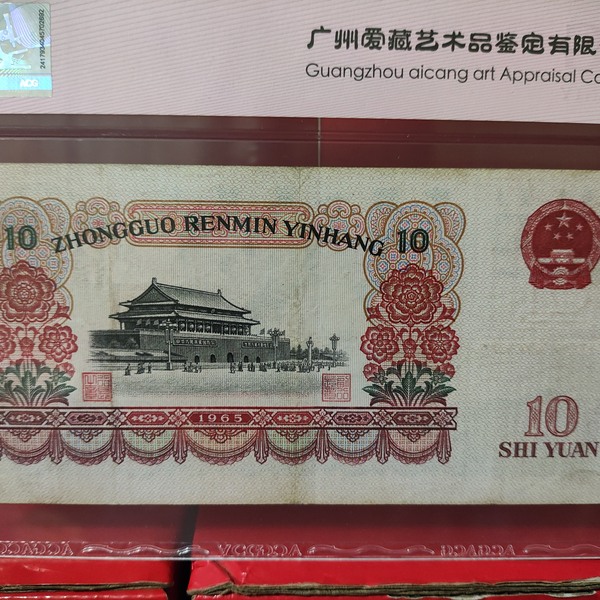 2417934045702892
广州爱藏艺术品鉴定有限
Guangzhou aicang art Appraisal Co
10 ZHONGGUO RENMIN YINHANG 10
1965
10
SHI YUAN